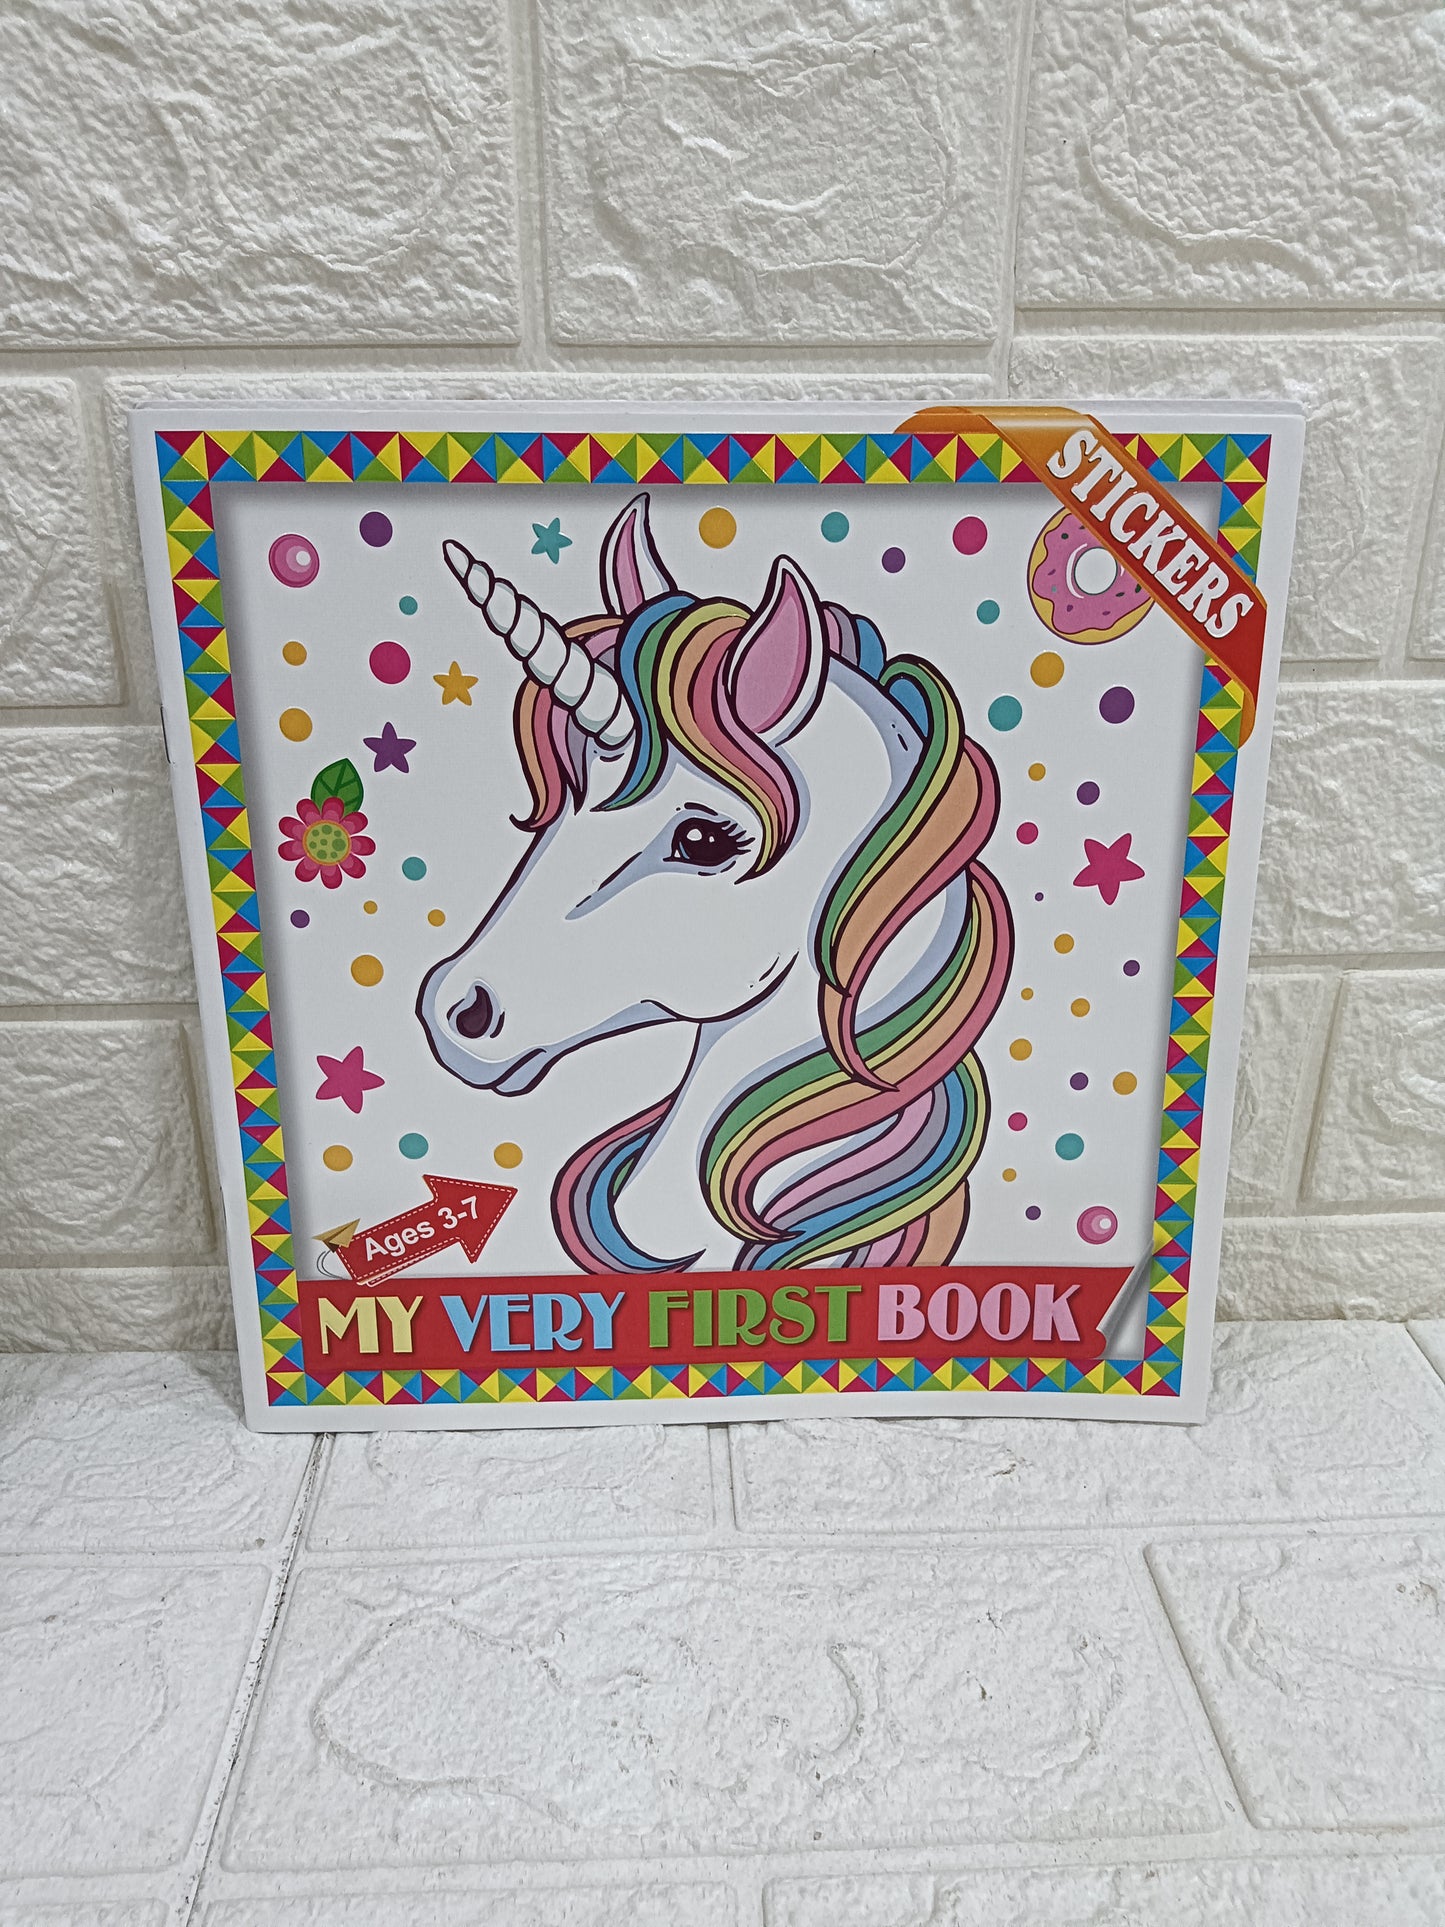 STICKERS
Ages 3-7
MY VERY FIRST BOOK